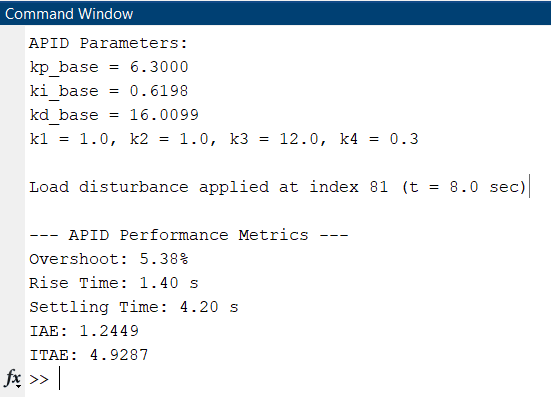 Command Window
APID Parameters:
kp_base = 6.3000
ki_base = 0.6198
kd_base = 16.0099
k1 = 1.0, k2 = 1.0, k3 = 12.0, k4 = 0.3
Load disturbance applied at index 81 (t = 8.0 sec)
--- APID Performance Metrics ---
Overshoot: 5.38%
Rise Time: 1.40 s
Settling Time: 4.20 s
IAE: 1.2449
ITAE: 4.9287
fx >>